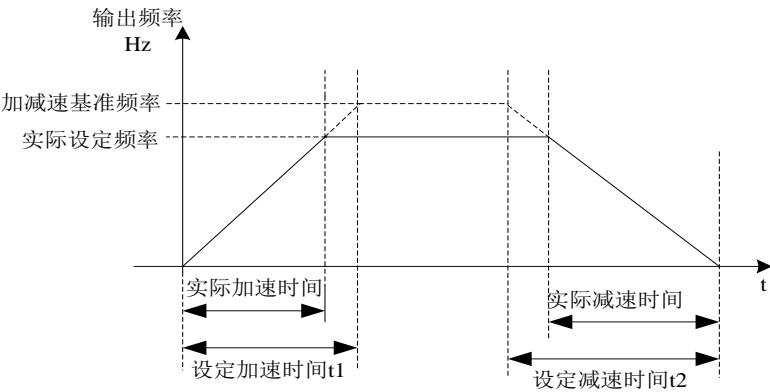 输出频率
Hz
加减速基准频率
实际设定频率
t
实际加速时间
实际减速时间
设定加速时间t1
设定减速时间t2